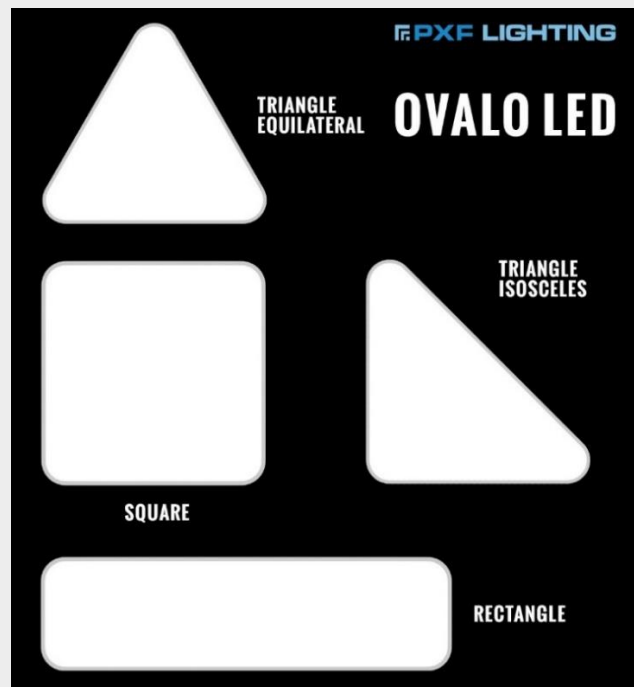 PXF LIGHTING
TRIANGLE
EQUILATERAL
OVALO LED
TRIANGLE
ISOSCELES
SQUARE
RECTANGLE